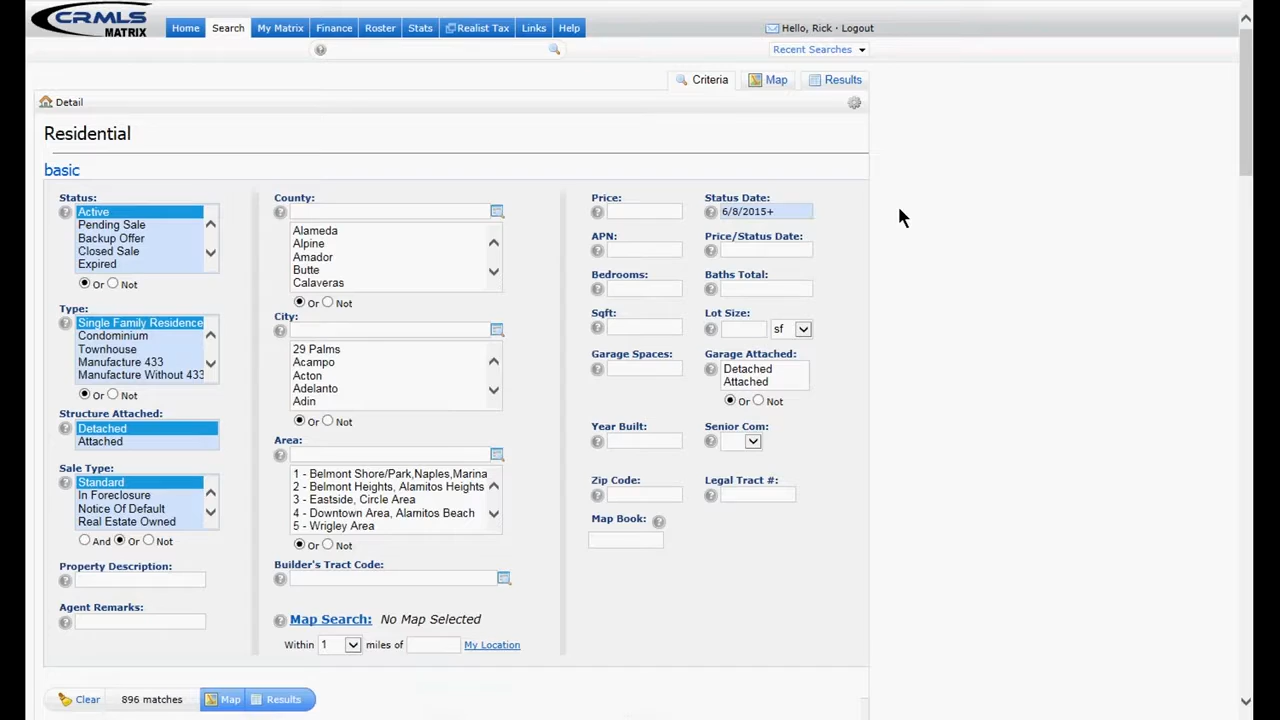 CRMLS
MATRIX
Home Search My Matrix Finance Roster Stats Realist Tax Links Help
Hello, Rick · Logout
Recent Searches
Criteria Map Results
Detail
Residential
basic
Status:
Active
Pending Sale
Backup Offer
Closed Sale
Expired
Or Not
Type:
Single Family Residence
Condominium
Townhouse
Manufacture 433
Manufacture Without 433
Or Not
Structure Attached:
Detached
Attached
Sale Type:
Standard
In Foreclosure
Notice Of Default
Real Estate Owned
And Or Not
Property Description:
Agent Remarks:
County:
Alameda
Alpine
Amador
Butte
Calaveras
Or Not
City:
29 Palms
Acampo
Acton
Adelanto
Adin
Or Not
Area:
1 - Belmont Shore/Park,Naples,Marina
2 - Belmont Heights, Alamitos Heights
3 - Eastside, Circle Area
4 - Downtown Area, Alamitos Beach
5 - Wrigley Area
Or Not
Builder's Tract Code:
Map Search: No Map Selected
Within 1 miles of My Location
Price: Status Date:
6/8/2015+
APN: Price/Status Date:
Bedrooms: Baths Total:
Sqft: Lot Size:
sf
Garage Spaces: Garage Attached:
Detached
Attached
Or Not
Year Built: Senior Com:
Zip Code: Legal Tract #:
Map Book:
Clear 896 matches Map Results